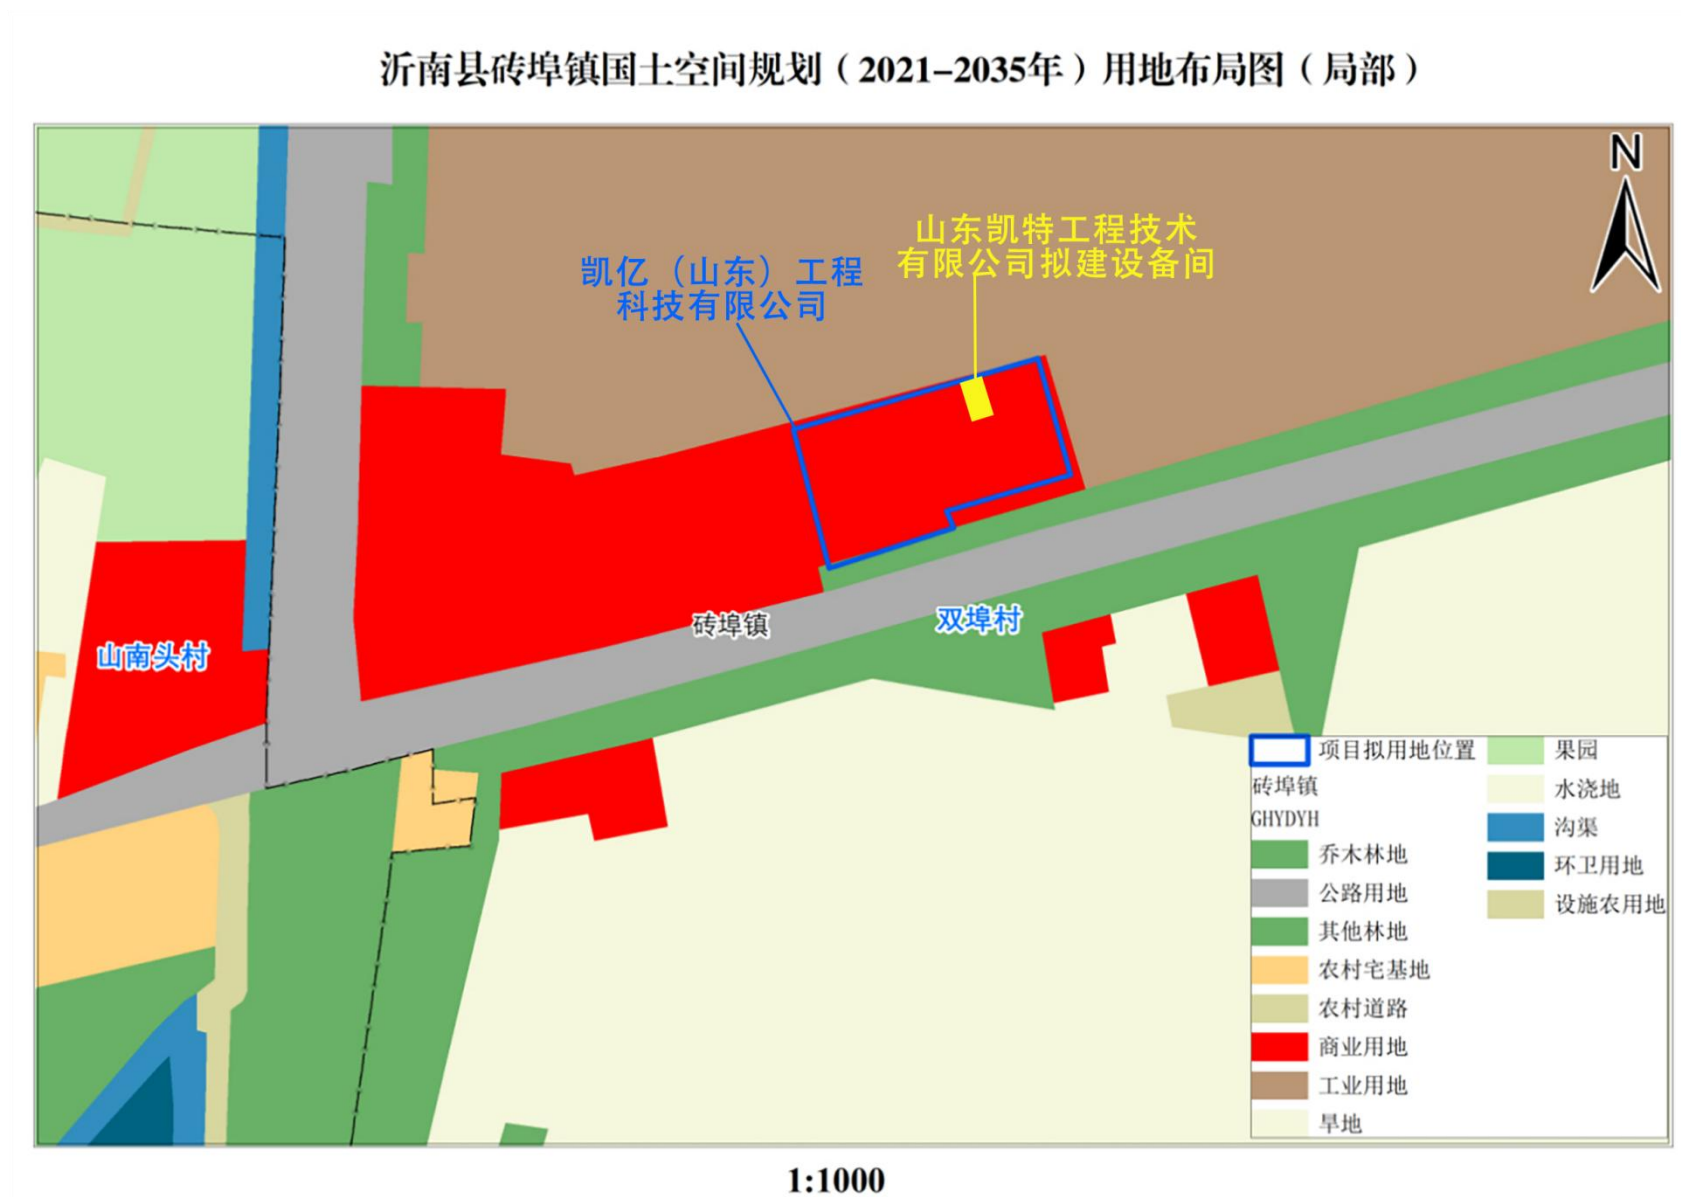 沂南县砖埠镇国土空间规划（2021-2035年）用地布局图（局部）
N
山东凯特工程技术
有限公司拟建设备间
凯亿（山东）工程
科技有限公司
砖埠镇
双埠村
山南头村
项目拟用地位置
砖埠镇
GHYDYH
乔木林地
公路用地
其他林地
农村宅基地
农村道路
商业用地
工业用地
旱地
果园
水浇地
沟渠
环卫用地
设施农用地
1:1000